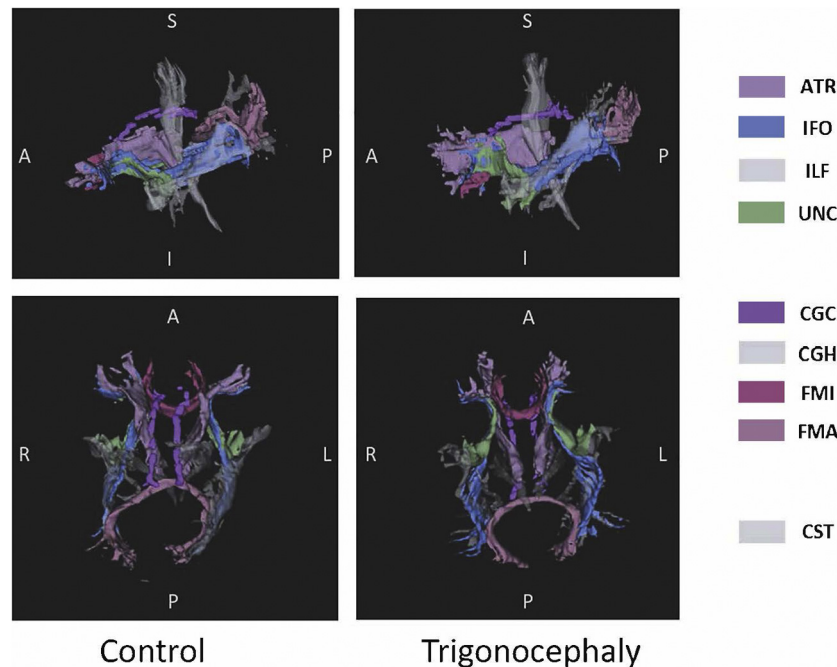 S
A
P
I
S
A
P
I
A
R
L
P
A
R
L
P
ATR
IFO
ILF
UNC
CGC
CGH
FMI
FMA
CST
Control
Trigonocephaly